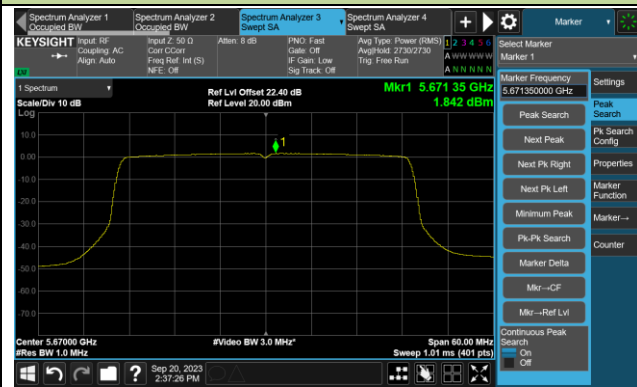 Spectrum Analyzer 1
Occupied BW
Spectrum Analyzer 2
Occupied BW
Spectrum Analyzer 3
Swept SA
Spectrum Analyzer 4
Swept SA
Marker
KEYSIGHT
Input: RF
Coupling: AC
Align: Auto
Input Z: 50 Ω
Corr CCorr
Freq Ref: Int (S)
NFE: Off
Atten: 8 dB
PNO: Fast
Gate: Off
IF Gain: Low
Sig Track: Off
Avg Type: Power (RMS)
Avg|Hold: 2730/2730
Trig: Free Run
1 2 3 4 5 6
A W W W W W
A N N N N N
Select Marker
Marker 1
1 Spectrum
Scale/Div 10 dB
Log
Ref Lvl Offset 22.40 dB
Ref Level 20.00 dBm
Mkr1 5.671 35 GHz
1.842 dBm
10.0
0.00
-10.0
-20.0
-30.0
-40.0
-50.0
-60.0
-70.0
1
Center 5.67000 GHz
#Res BW 1.0 MHz
#Video BW 3.0 MHz*
Span 60.00 MHz
Sweep 1.01 ms (401 pts)
Marker Frequency
5.671350000 GHz
Peak Search
Next Peak
Next Pk Right
Next Pk Left
Minimum Peak
Pk-Pk Search
Marker Delta
Mkr→CF
Mkr→Ref Lvl
Continuous Peak
Search
On
Off
Settings
Peak
Search
Pk Search
Config
Properties
Marker
Function
Marker→
Counter
Sep 20, 2023
2:37:26 PM